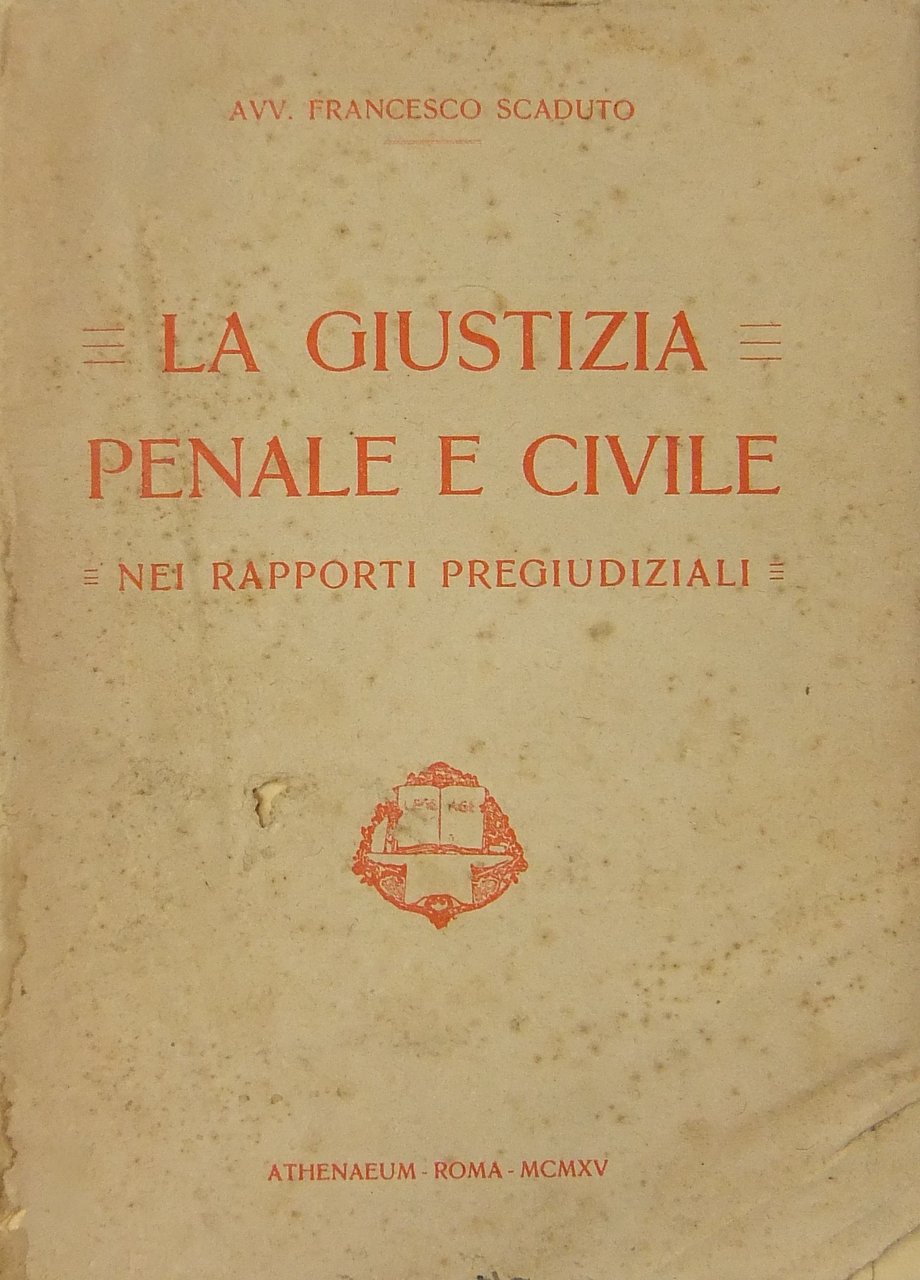 AVV. FRANCESCO SCADUTO
LA GIUSTIZIA
PENALE E CIVILE
NEI RAPPORTI PREGIUDIZIALI
ATHENAEUM - ROMA - MCMXV